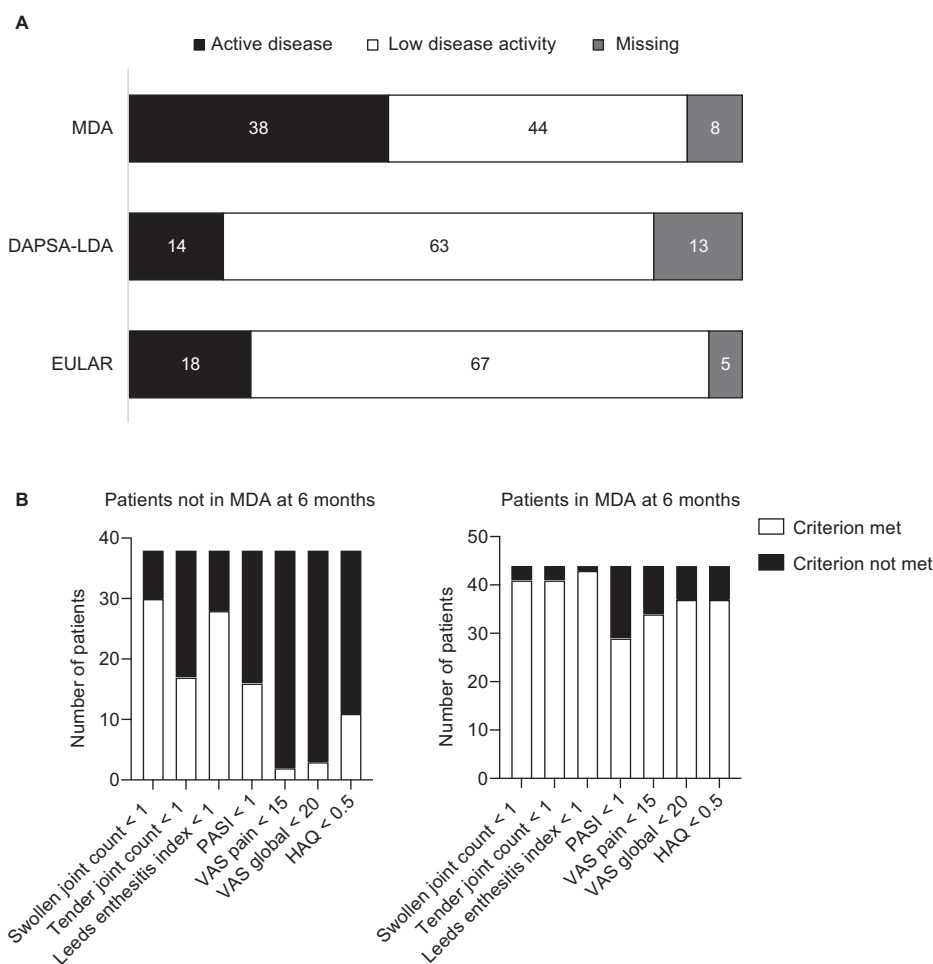 A
Active disease Low disease activity Missing
MDA 38 44 8
DAPSA-LDA 14 63 13
EULAR 18 67 5
B Patients not in MDA at 6 months
40
30
20
10
0
Number of patients
Swollen joint count < 1
Tender joint count < 1
Leeds enthesitis index < 1
PASI < 1
VAS pain < 15
VAS global < 20
HAQ < 0.5
Patients in MDA at 6 months
50
40
30
20
10
0
Number of patients
Swollen joint count < 1
Tender joint count < 1
Leeds enthesitis index < 1
PASI < 1
VAS pain < 15
VAS global < 20
HAQ < 0.5
Criterion met
Criterion not met